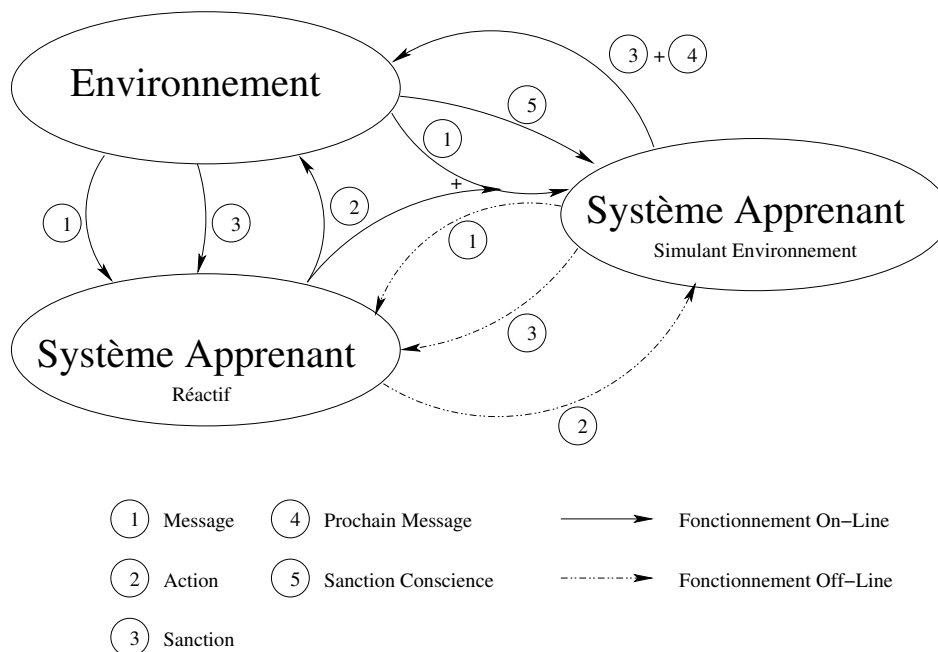 3 + 4
Environnement
5
1
+
2
1
3
1
Système Apprenant
Simulant Environnement
3
Système Apprenant
Réactif
2
1 Message
4 Prochain Message
Fonctionnement On−Line
2 Action
5 Sanction Conscience
Fonctionnement Off−Line
3 Sanction